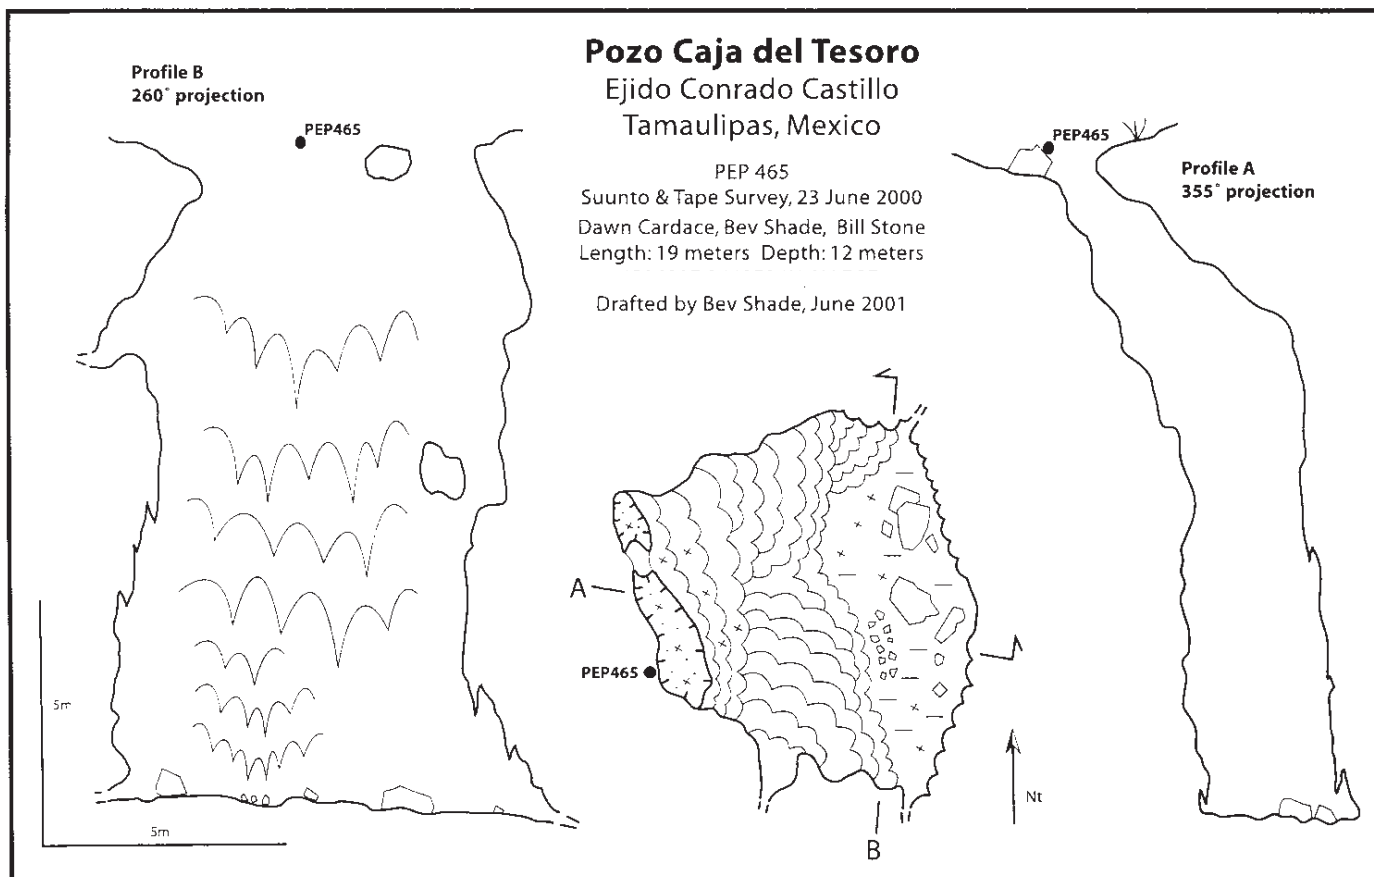 Pozo Caja del Tesoro
Ejido Conrado Castillo
Tamaulipas, Mexico
PEP 465
Suunto & Tape Survey, 23 June 2000
Dawn Cardace, Bev Shade, Bill Stone
Length: 19 meters Depth: 12 meters
Drafted by Bev Shade, June 2001
Profile B
260° projection
PEP465
PEP465
Profile A
355° projection
A
PEP465
B
Nt
5m
5m